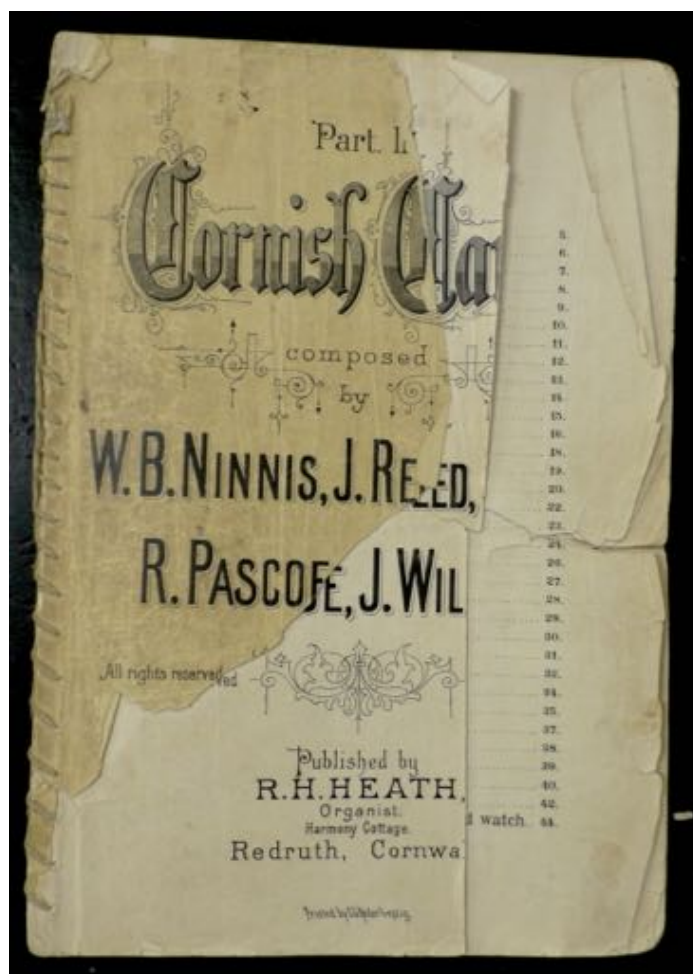 Part.
Cornish Ca
composed
by
W. B. NINNIS, J. REED,
R. PASCOE, J. WIL
All rights reserved
Published by
R. H. HEATH,
Organist.
Harmony Cottage.
Redruth, Cornwa
Printed by
5.
6.
7.
8.
9.
10.
11.
12.
13.
14.
15.
16.
18.
19.
20.
22.
23.
24.
26.
27.
28.
29.
30.
31.
32.
34.
35.
37.
38.
39.
40.
42.
d watch. 44.